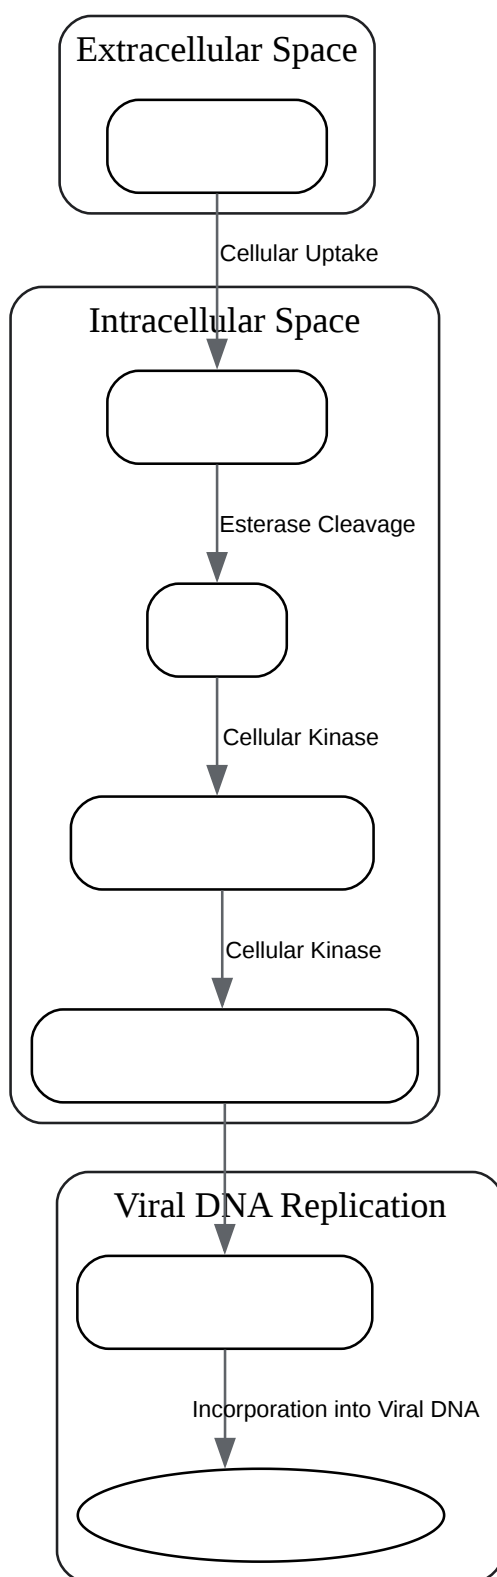 Extracellular Space
Cellular Uptake
Intracellular Space
Esterase Cleavage
Cellular Kinase
Cellular Kinase
Viral DNA Replication
Incorporation into Viral DNA